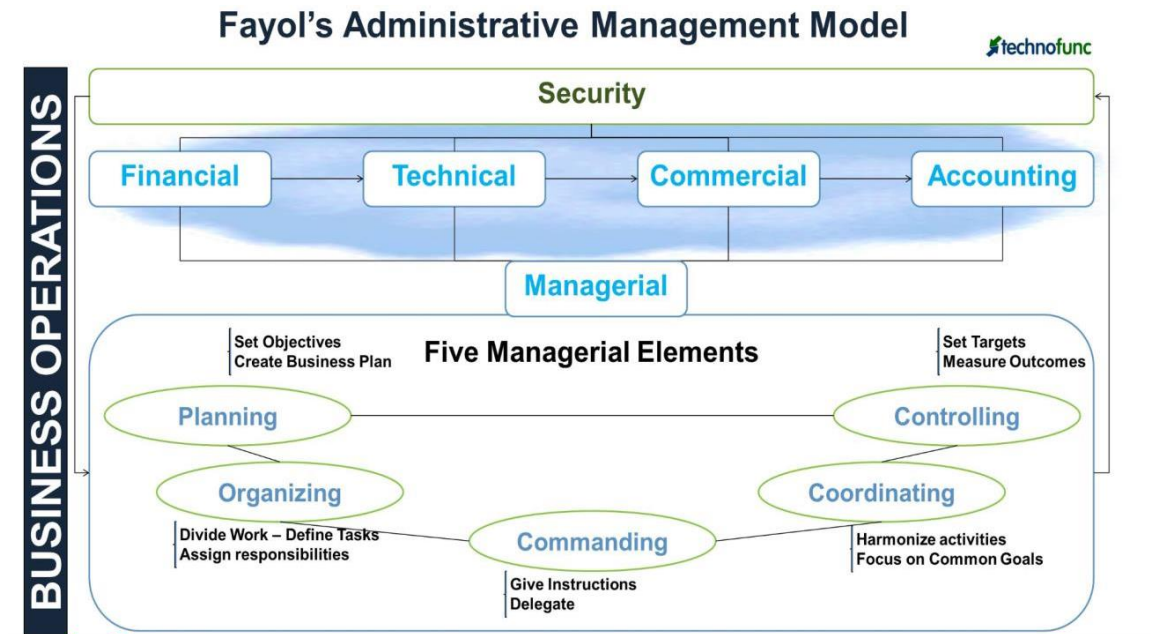 Fayol's Administrative Management Model
technofunc
BUSINESS OPERATIONS
Security
Financial
Technical
Commercial
Accounting
Managerial
Five Managerial Elements
Set Objectives
Create Business Plan
Set Targets
Measure Outcomes
Planning
Controlling
Organizing
Coordinating
Divide Work – Define Tasks
Assign responsibilities
Commanding
Harmonize activities
Focus on Common Goals
Give Instructions
Delegate